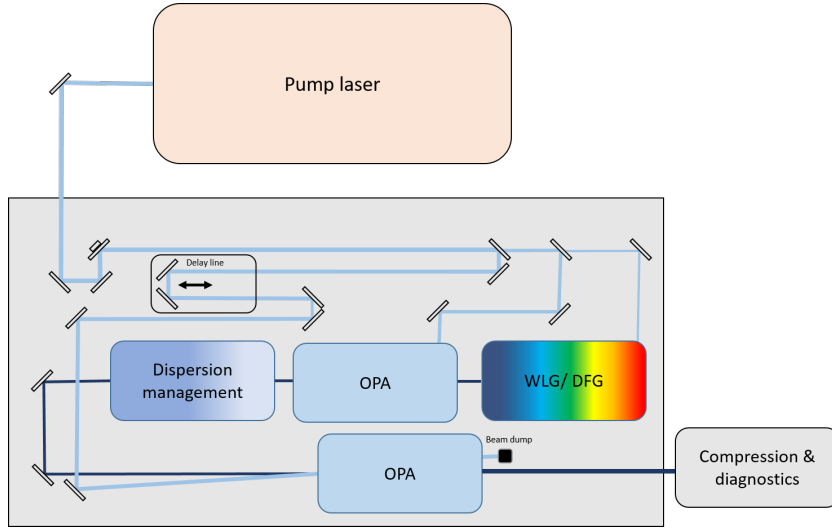 Pump laser
Delay line
Dispersion
management
OPA
WLG/ DFG
Beam dump
OPA
Compression &
diagnostics